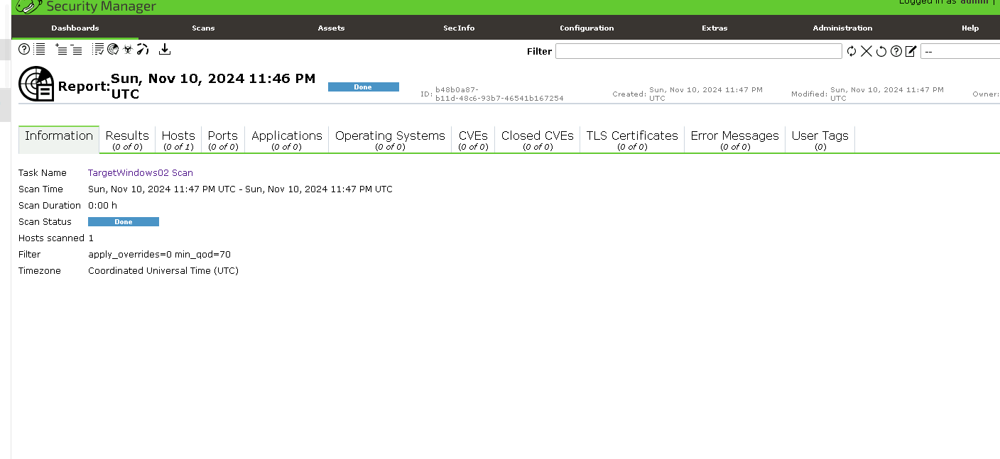 Security Manager
Logged in as admin |
Dashboards Scans Assets SecInfo Configuration Extras Administration Help
Filter --
Report: Sun, Nov 10, 2024 11:46 PM UTC
Done
ID: b48b0a87-b11d-48c6-93b7-46541b167254
Created: Sun, Nov 10, 2024 11:47 PM UTC
Modified: Sun, Nov 10, 2024 11:47 PM UTC
Owner:
Information
Results (0 of 0)
Hosts (0 of 1)
Ports (0 of 0)
Applications (0 of 0)
Operating Systems (0 of 0)
CVEs (0 of 0)
Closed CVEs (0 of 0)
TLS Certificates (0 of 0)
Error Messages (0 of 0)
User Tags (0)
Task Name TargetWindows02 Scan
Scan Time Sun, Nov 10, 2024 11:47 PM UTC - Sun, Nov 10, 2024 11:47 PM UTC
Scan Duration 0:00 h
Scan Status Done
Hosts scanned 1
Filter apply_overrides=0 min_qod=70
Timezone Coordinated Universal Time (UTC)